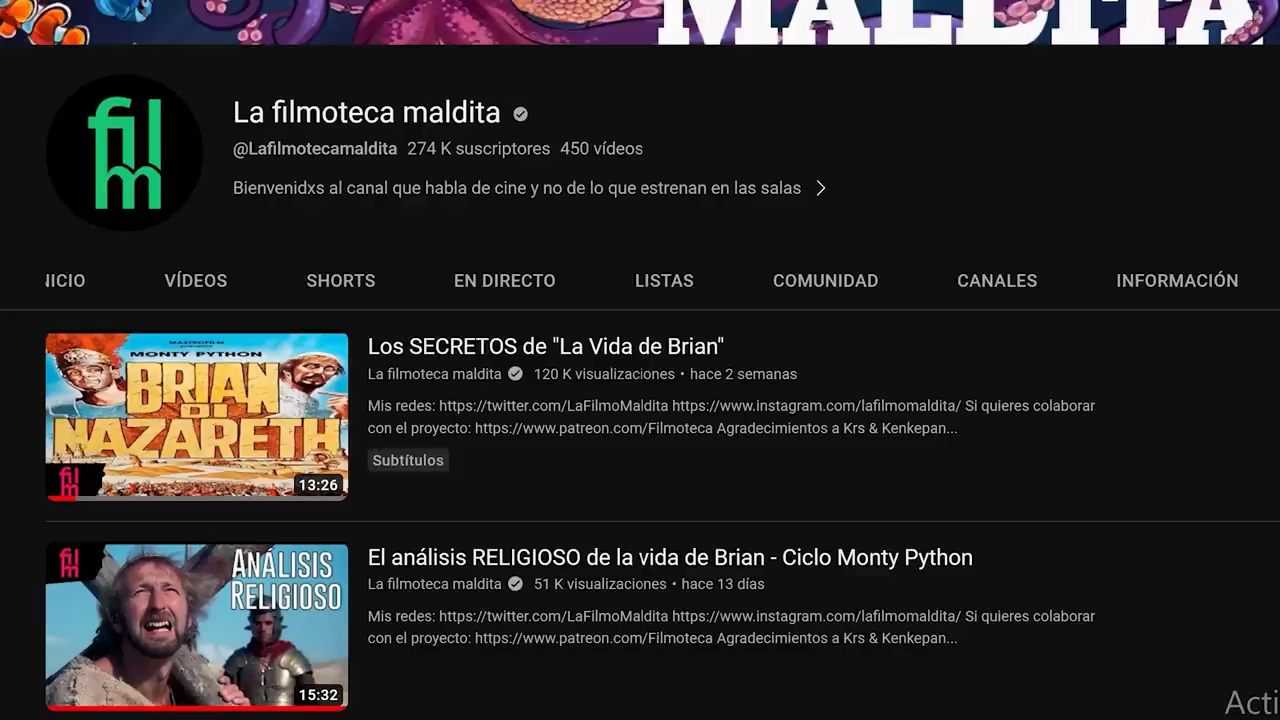 MALDITA
film
La filmoteca maldita
@Lafilmotecamaldita 274 K suscriptores 450 vídeos
Bienvenidxs al canal que habla de cine y no de lo que estrenan en las salas
NICIO VÍDEOS SHORTS EN DIRECTO LISTAS COMUNIDAD CANALES INFORMACIÓN
MONTY PYTHON
BRIAN
DI
NAZARETH
film
13:26
Los SECRETOS de "La Vida de Brian"
La filmoteca maldita 120 K visualizaciones • hace 2 semanas
Mis redes: https://twitter.com/LaFilmoMaldita https://www.instagram.com/lafilmomaldita/ Si quieres colaborar
con el proyecto: https://www.patreon.com/Filmoteca Agradecimientos a Krs & Kenkepan...
Subtítulos
film
ANÁLISIS
RELIGIOSO
15:32
El análisis RELIGIOSO de la vida de Brian - Ciclo Monty Python
La filmoteca maldita 51 K visualizaciones • hace 13 días
Mis redes: https://twitter.com/LaFilmoMaldita https://www.instagram.com/lafilmomaldita/ Si quieres colaborar
con el proyecto: https://www.patreon.com/Filmoteca Agradecimientos a Krs & Kenkepan...
Acti